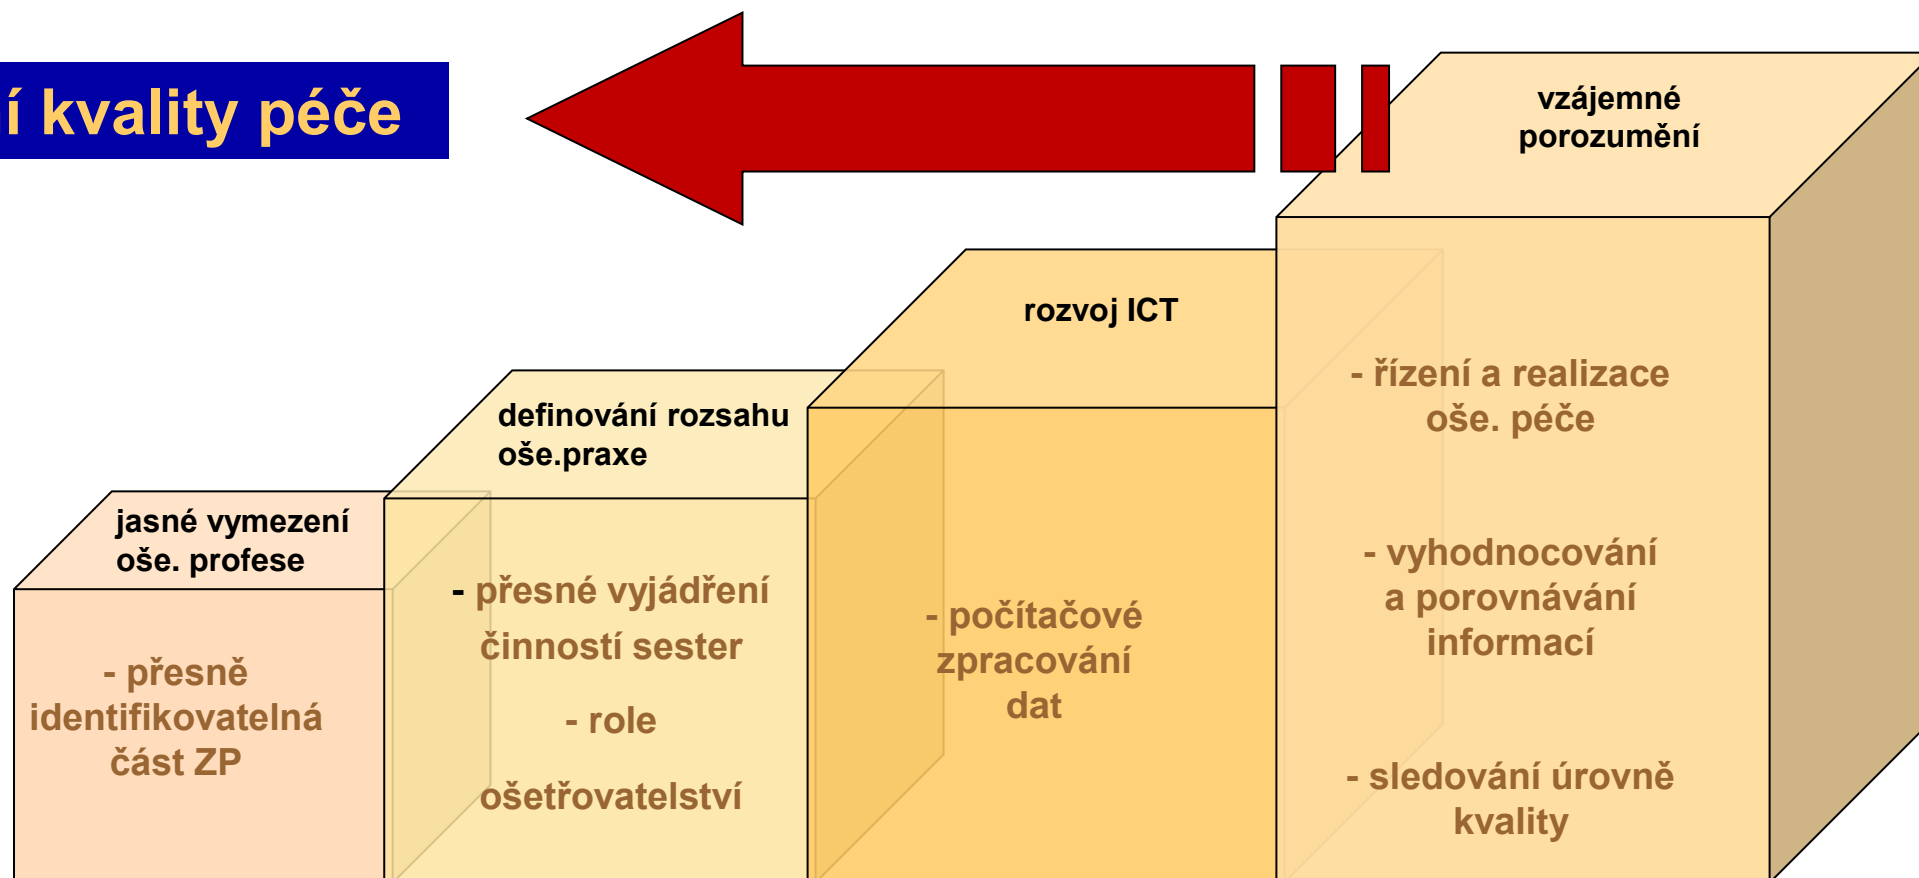 í kvality péče
vzájemné
porozumění
rozvoj ICT
- řízení a realizace
oše. péče
definování rozsahu
oše.praxe
jasné vymezení
oše. profese
- vyhodnocování
a porovnávání
informací
- přesné vyjádření
činností sester
- počítačové
zpracování
dat
- přesně
identifikovatelná
část ZP
- role
ošetřovatelství
- sledování úrovně
kvality